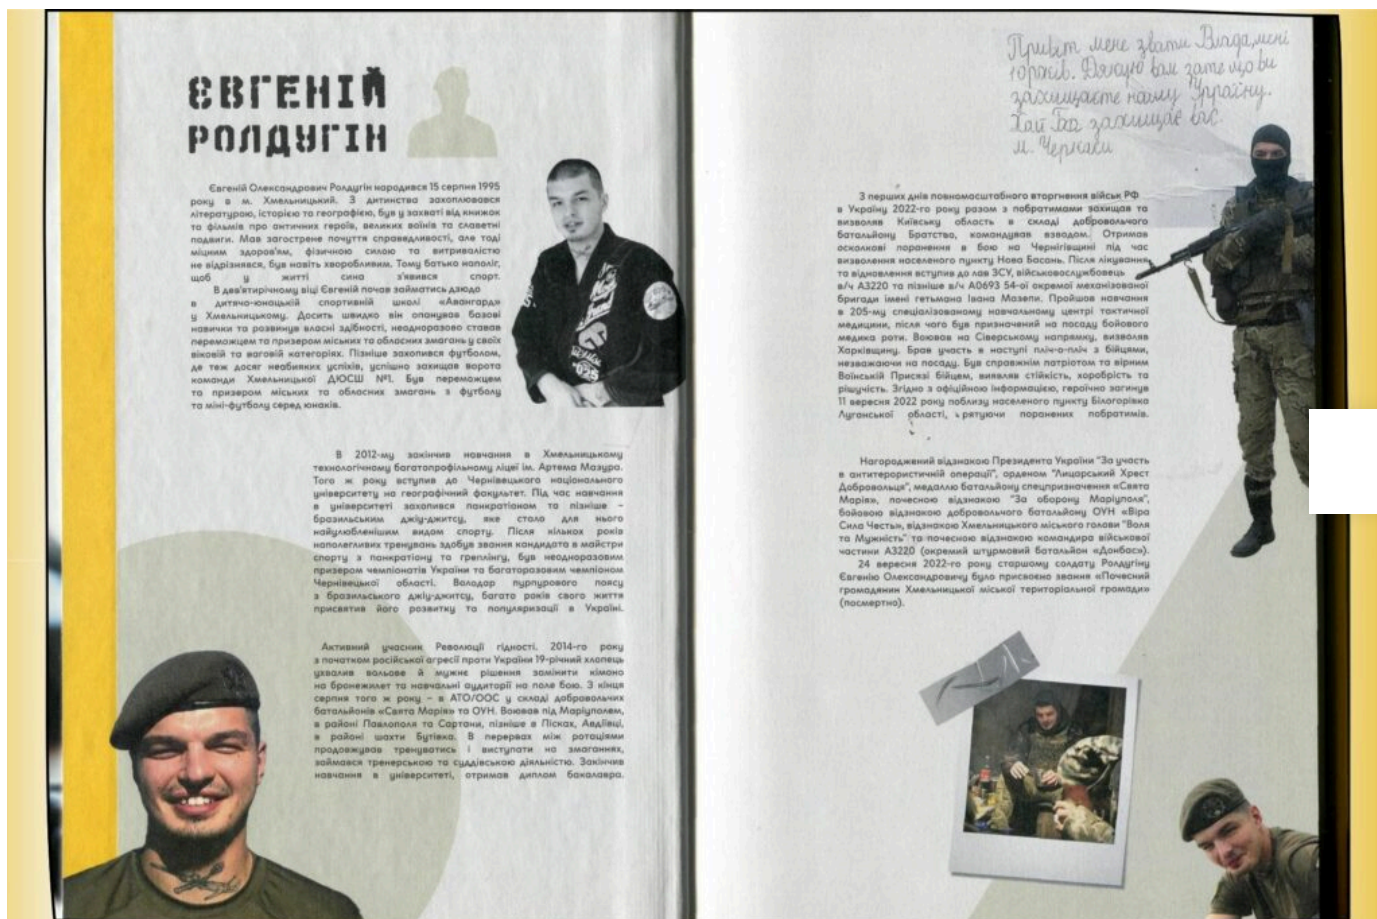 ЄВГЕНІЙ
РОЛДУГІН
Євгеній Олександрович Ролдугін народився 15 серпня 1995
року в м. Хмельницький. З дитинства захоплювався
літературою, історією та географією, був у захваті від книжок
та фільмів про античних героїв, великих воїнів та славетні
подвиги. Мав загострене почуття справедливості, але тоді
міцним здоров'ям, фізичною силою та витривалістю
не відрізнявся, був навіть хворобливим. Тому батько наполіг,
щоб у житті сина з'явився спорт.
В дев'ятирічному віці Євгеній почав займатись дзюдо
в дитячо-юнацькій спортивній школі «Авангард»
у Хмельницькому. Досить швидко він опанував базові
навички та розвинув власні здібності, неодноразово ставав
переможцем та призером міських та обласних змагань у своїх
віковій та ваговій категоріях. Пізніше захопився футболом,
де теж досяг неабияких успіхів, успішно захищав ворота
команди Хмельницької ДЮСШ №1. Був переможцем
та призером міських та обласних змагань з футболу
та міні-футболу серед юнаків.
В 2012-му закінчив навчання в Хмельницькому
технологічному багатопрофільному ліцеї ім. Артема Мазура.
Того ж року вступив до Чернівецького національного
університету на географічний факультет. Під час навчання
в університеті захопився панкратіоном та пізніше –
бразильським джіу-джитсу, яке стало для нього
найулюбленішим видом спорту. Після кількох років
наполегливих тренувань здобув звання кандидата в майстри
спорту з панкратіону та греплінгу, був неодноразовим
призером чемпіонатів України та багаторазовим чемпіоном
Чернівецької області. Володар пурпурового поясу
з бразильського джіу-джитсу, багато років свого життя
присвятив його розвитку та популяризації в Україні.
Активний учасник Революції гідності. 2014-го року
з початком російської агресії проти України 19-річний хлопець
ухвалив вольове й мужнє рішення замінити кімоно
на бронежилет та навчальні аудиторії на поле бою. З кінця
серпня того ж року – в АТО/ООС у складі добровольчих
батальйонів «Свята Марія» та ОУН. Воював під Маріуполем,
в районі Павлополя та Сартани, пізніше в Пісках, Авдіївці,
в районі шахти Бутівка. В перервах між ротаціями
продовжував тренуватись і виступати на змаганнях,
займався тренерською та суддівською діяльністю. Закінчив
навчання в університеті, отримав диплом бакалавра.
Привіт мене звати Влада, мені
10 років. Дякую вам зате що ви
захищаєте нашу Україну.
Хай Бог захищає вас.
м. Черкаси
З перших днів повномасштабного вторгнення військ РФ
в Україну 2022-го року разом з побратимами захищав та
визволяв Київську область в складі добровольчого
батальйону Братство, командував взводом. Отримав
осколкові поранення в бою на Чернігівщині під час
визволення населеного пункту Нова Басань. Після лікування
та відновлення вступив до лав ЗСУ, військовослужбовець
в/ч А3220 та пізніше в/ч А0693 54-ої окремої механізованої
бригади імені гетьмана Івана Мазепи. Пройшов навчання
в 205-му спеціалізованому навчальному центрі тактичної
медицини, після чого був призначений на посаду бойового
медика роти. Воював на Сіверському напрямку, визволяв
Харківщину. Брав участь в наступі пліч-о-пліч з бійцями,
незважаючи на посаду. Був справжнім патріотом та вірним
Воїнській Присязі бійцем, виявляв стійкість, хоробрість та
рішучість. Згідно з офіційною інформацією, героїчно загинув
11 вересня 2022 року поблизу населеного пункту Білогорівка
Луганської області, рятуючи поранених побратимів.
Нагороджений відзнакою Президента України "За участь
в антитерористичній операції", орденом "Лицарський Хрест
Добровольця", медаллю батальйону спецпризначення «Свята
Марія», почесною відзнакою "За оборону Маріуполя",
бойовою відзнакою добровольчого батальйону ОУН «Віра
Сила Честь», відзнакою Хмельницького міського голови "Воля
та Мужність" та почесною відзнакою командира військової
частини А3220 (окремий штурмовий батальйон «Донбас»).
24 вересня 2022-го року старшому солдату Ролдугіну
Євгенію Олександровичу було присвоєно звання «Почесний
громадянин Хмельницької міської територіальної громади»
(посмертно).